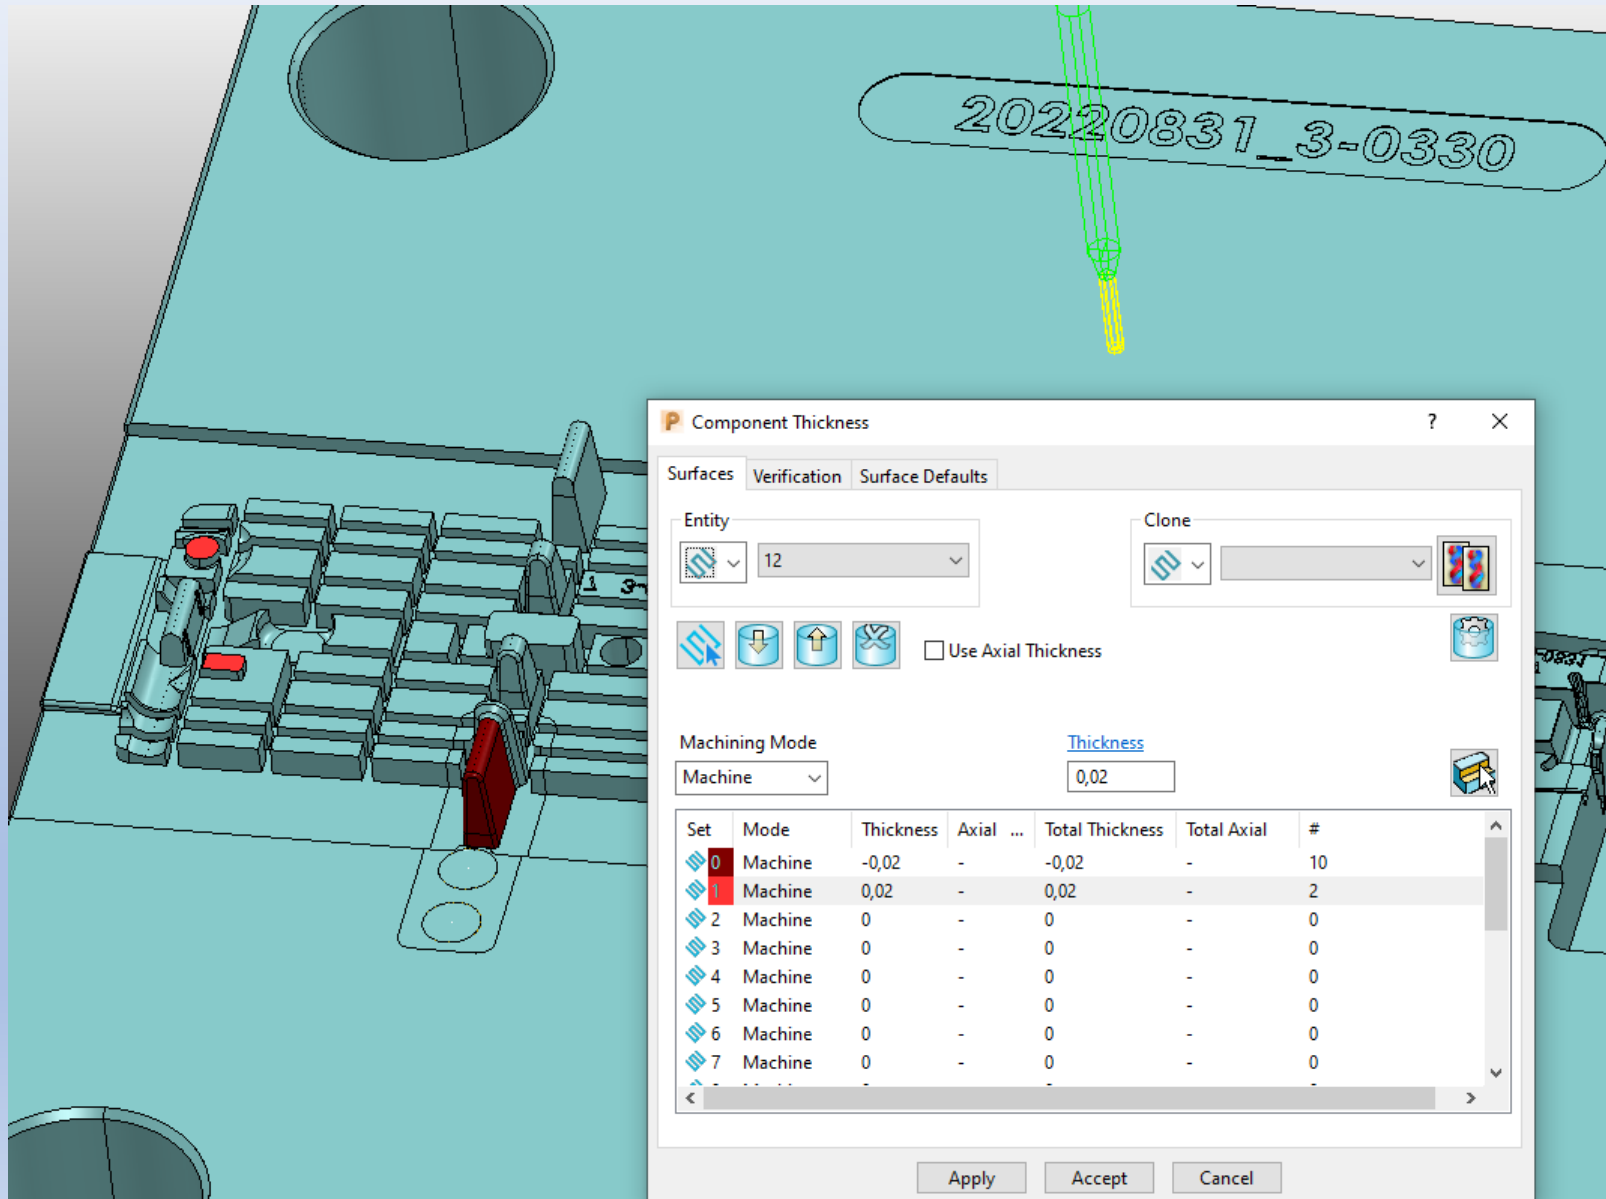 20220831_3-0330
Component Thickness
?
Surfaces
Verification
Surface Defaults
Entity
12
Clone
Use Axial Thickness
Machining Mode
Thickness
Machine
0,02
Set Mode Thickness Axial ... Total Thickness Total Axial #
0 Machine -0,02 - -0,02 - 10
1 Machine 0,02 - 0,02 - 2
2 Machine 0 - 0 - 0
3 Machine 0 - 0 - 0
4 Machine 0 - 0 - 0
5 Machine 0 - 0 - 0
6 Machine 0 - 0 - 0
7 Machine 0 - 0 - 0
Apply
Accept
Cancel